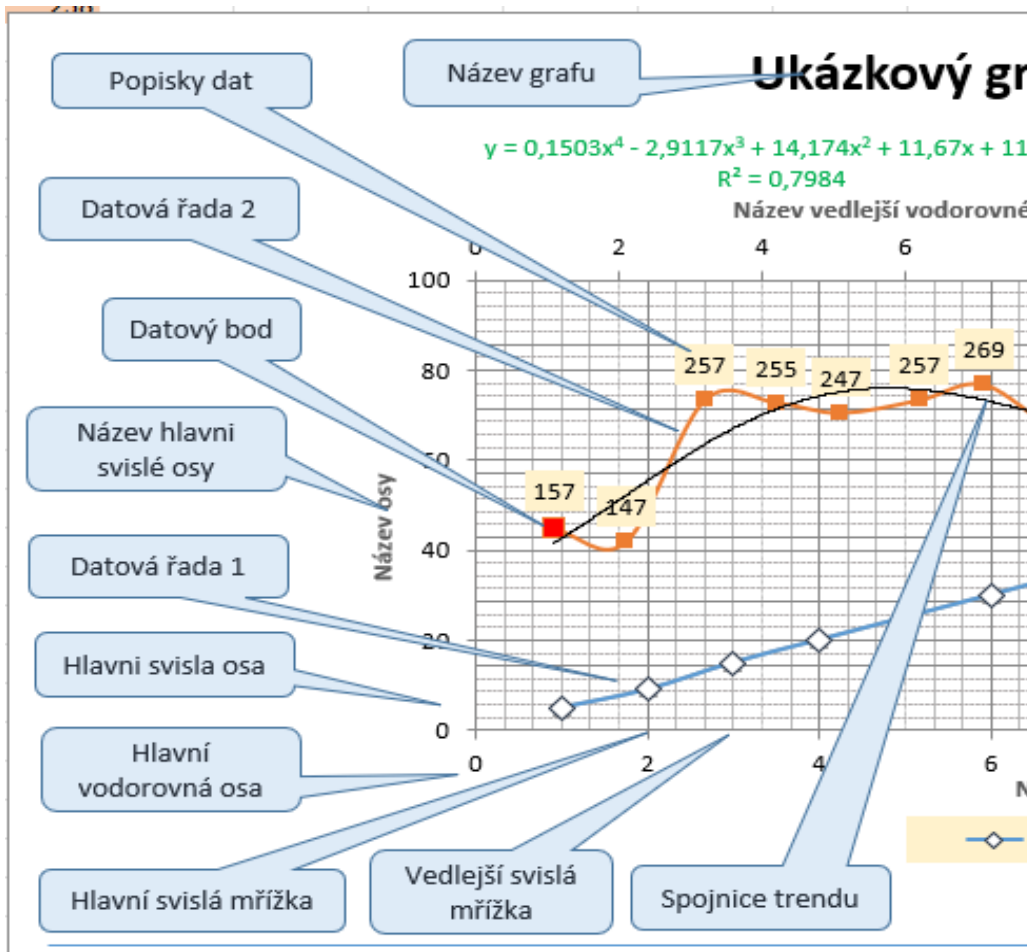 Popisky dat
Název grafu
Ukázkový gr
y = 0,1503x⁴ - 2,9117x³ + 14,174x² + 11,67x + 11
R² = 0,7984
Datová řada 2
Název vedlejší vodorovné
0 2 4 6
100
80
60
40
20
0
Datový bod
257 255 247 257 269
157 147
Název hlavni
svislé osy
Název osy
Datová řada 1
Hlavni svisla osa
Hlavní
vodorovná osa
0 2 4 6
N
Hlavní svislá mřížka
Vedlejší svislá
mřížka
Spojnice trendu